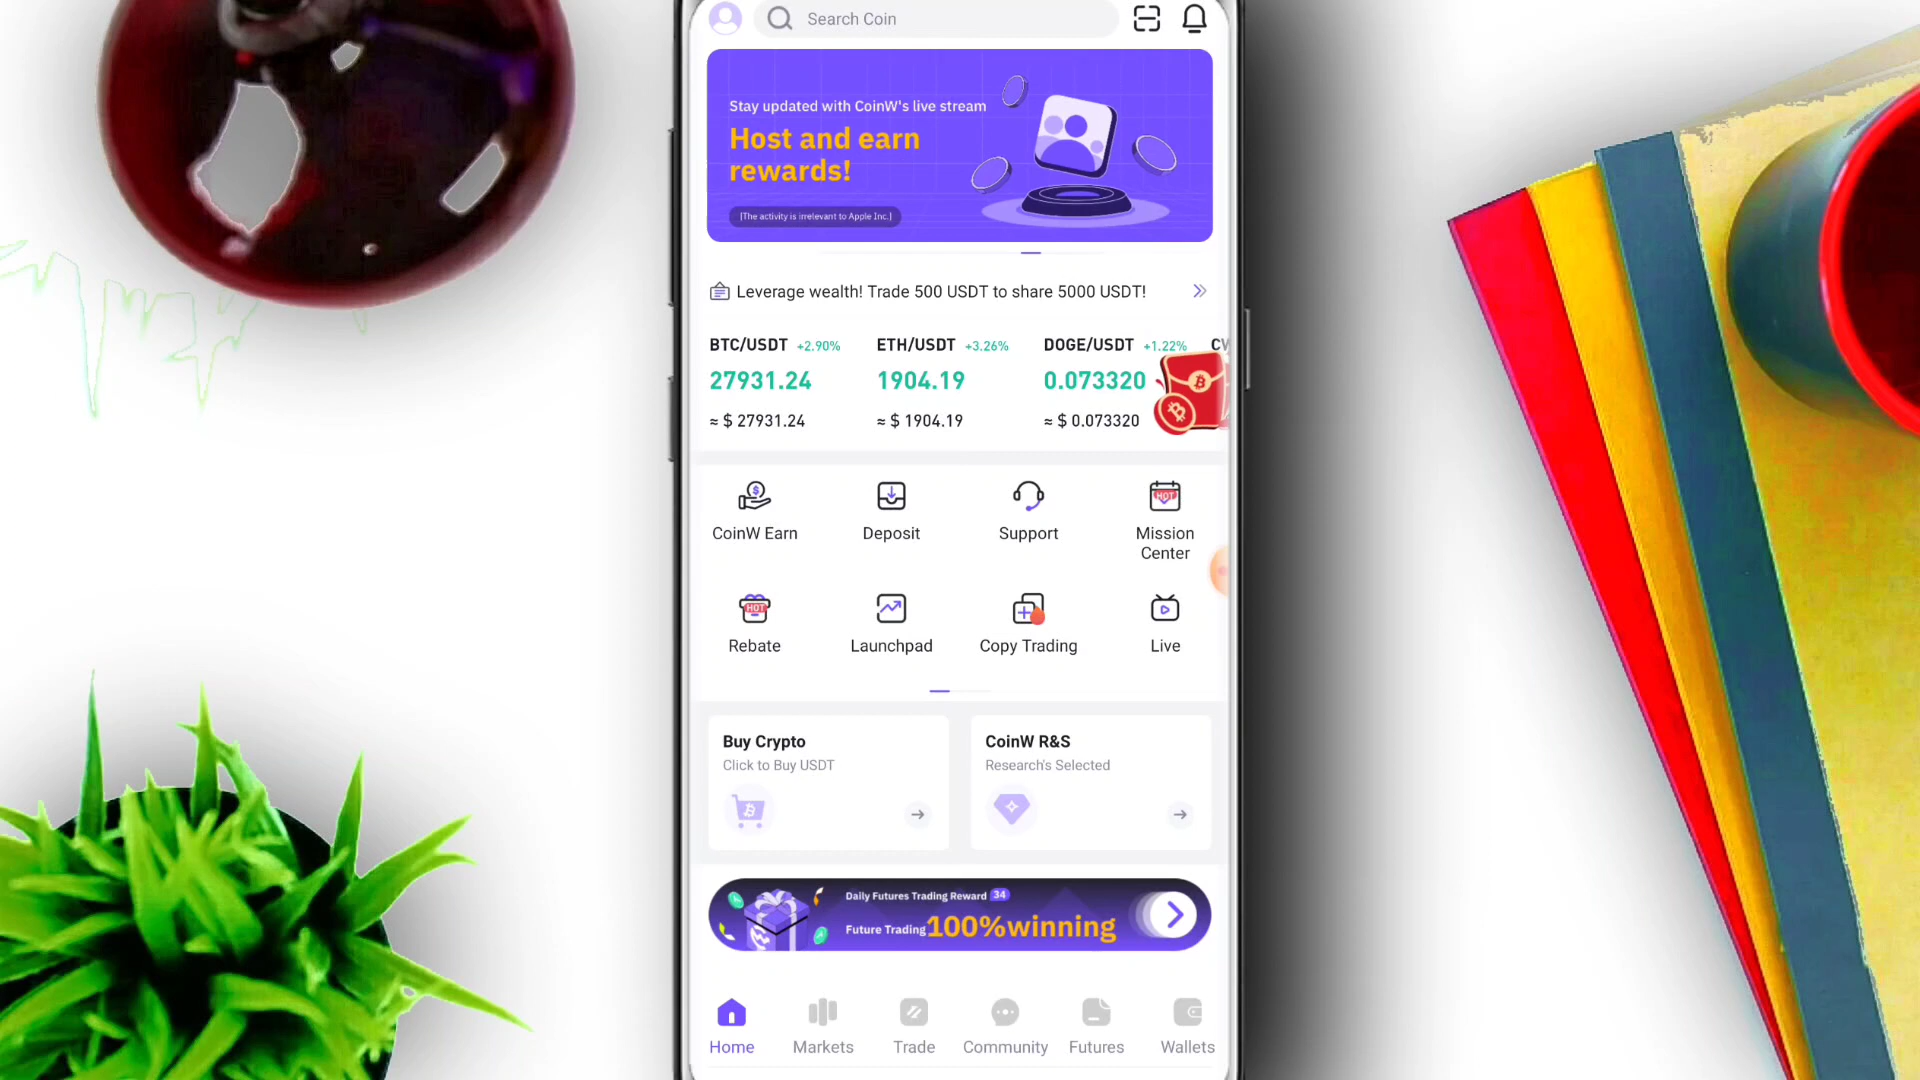 Search Coin
Stay updated with CoinW's live stream
Host and earn
rewards!
[The activity is irrelevant to Apple Inc.]
Leverage wealth! Trade 500 USDT to share 5000 USDT!
BTC/USDT +2.90% ETH/USDT +3.26% DOGE/USDT +1.22%
27931.24 1904.19 0.073320
≈ $ 27931.24 ≈ $ 1904.19 ≈ $ 0.073320
CoinW Earn Deposit Support Mission
Center
HOT
HOT
Rebate Launchpad Copy Trading Live
Buy Crypto CoinW R&S
Click to Buy USDT Research's Selected
Daily Futures Trading Reward 34
Future Trading 100%winning
Home Markets Trade Community Futures Wallets